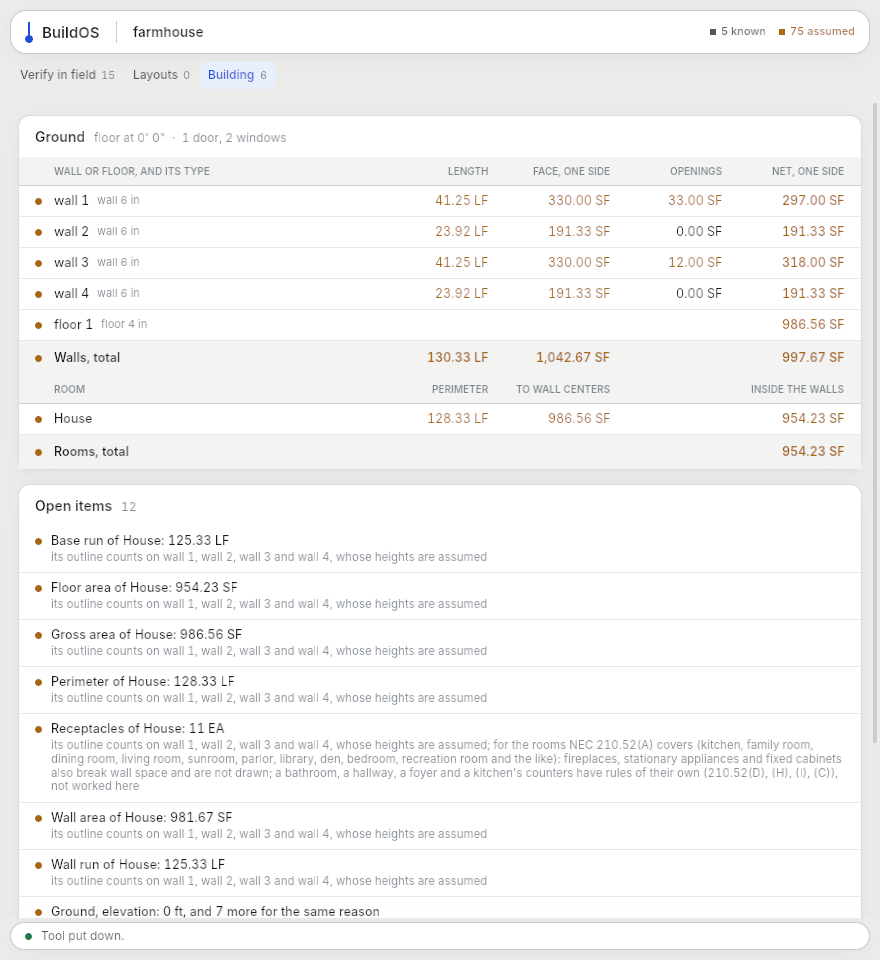 BuildOS farmhouse 5 known 75 assumed
Verify in field 15 Layouts 0 Building 6
Ground floor at 0' 0" · 1 door, 2 windows
WALL OR FLOOR, AND ITS TYPE LENGTH FACE, ONE SIDE OPENINGS NET, ONE SIDE
wall 1 wall 6 in 41.25 LF 330.00 SF 33.00 SF 297.00 SF
wall 2 wall 6 in 23.92 LF 191.33 SF 0.00 SF 191.33 SF
wall 3 wall 6 in 41.25 LF 330.00 SF 12.00 SF 318.00 SF
wall 4 wall 6 in 23.92 LF 191.33 SF 0.00 SF 191.33 SF
floor 1 floor 4 in 986.56 SF
Walls, total 130.33 LF 1,042.67 SF 997.67 SF
ROOM PERIMETER TO WALL CENTERS INSIDE THE WALLS
House 128.33 LF 986.56 SF 954.23 SF
Rooms, total 954.23 SF
Open items 12
Base run of House: 125.33 LF
its outline counts on wall 1, wall 2, wall 3 and wall 4, whose heights are assumed
Floor area of House: 954.23 SF
its outline counts on wall 1, wall 2, wall 3 and wall 4, whose heights are assumed
Gross area of House: 986.56 SF
its outline counts on wall 1, wall 2, wall 3 and wall 4, whose heights are assumed
Perimeter of House: 128.33 LF
its outline counts on wall 1, wall 2, wall 3 and wall 4, whose heights are assumed
Receptacles of House: 11 EA
its outline counts on wall 1, wall 2, wall 3 and wall 4, whose heights are assumed; for the rooms NEC 210.52(A) covers (kitchen, family room,
dining room, living room, sunroom, parlor, library, den, bedroom, recreation room and the like): fireplaces, stationary appliances and fixed cabinets
also break wall space and are not drawn; a bathroom, a hallway, a foyer and a kitchen's counters have rules of their own (210.52(D), (H), (I), (C)),
not worked here
Wall area of House: 981.67 SF
its outline counts on wall 1, wall 2, wall 3 and wall 4, whose heights are assumed
Wall run of House: 125.33 LF
its outline counts on wall 1, wall 2, wall 3 and wall 4, whose heights are assumed
Ground, elevation: 0 ft, and 7 more for the same reason
Tool put down.